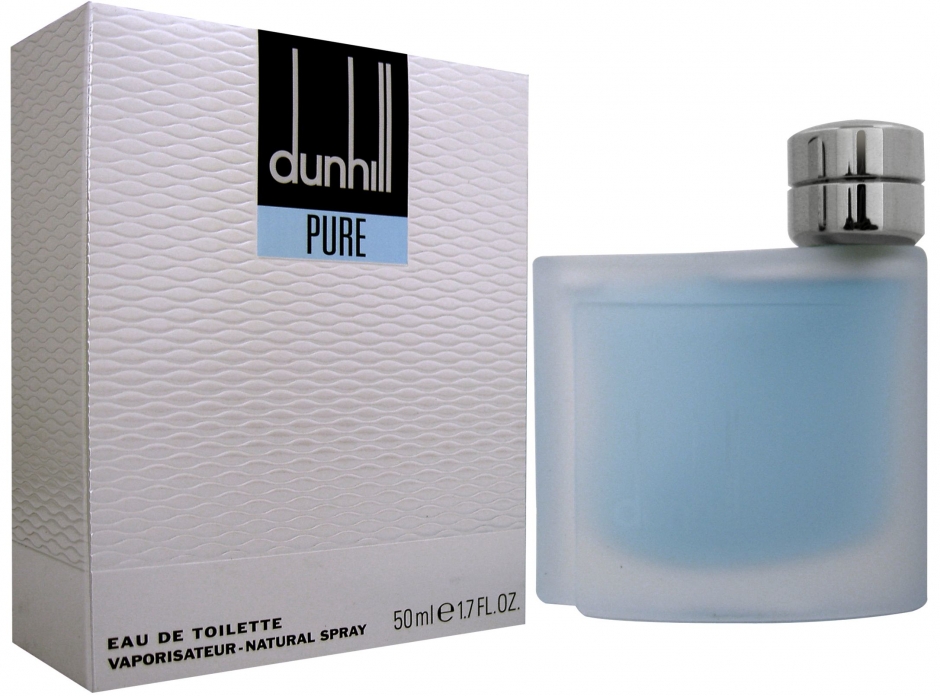 dunhill
PURE
EAU DE TOILETTE
VAPORISATEUR-NATURAL SPRAY
50 ml ℮ 1.7 FL.OZ.